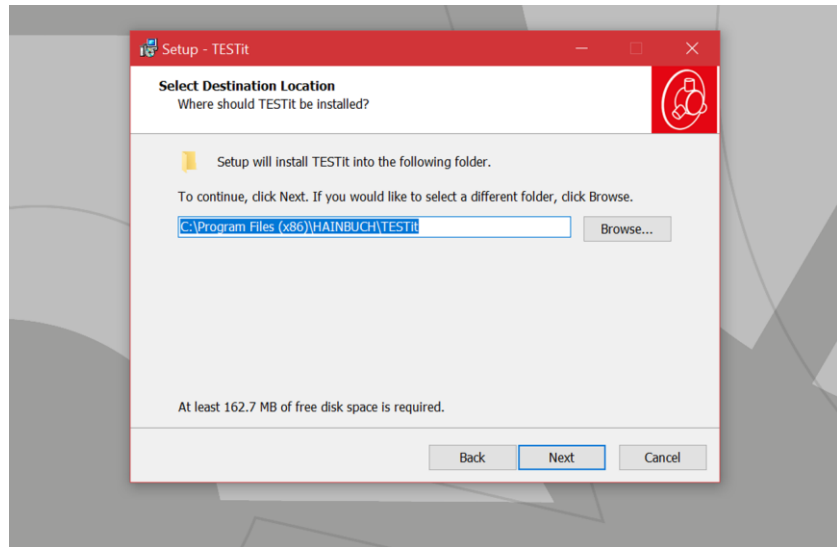 Setup - TESTit
Select Destination Location
Where should TESTit be installed?
Setup will install TESTit into the following folder.
To continue, click Next. If you would like to select a different folder, click Browse.
C:\Program Files (x86)\HAINBUCH\TESTit
Browse...
At least 162.7 MB of free disk space is required.
Back
Next
Cancel